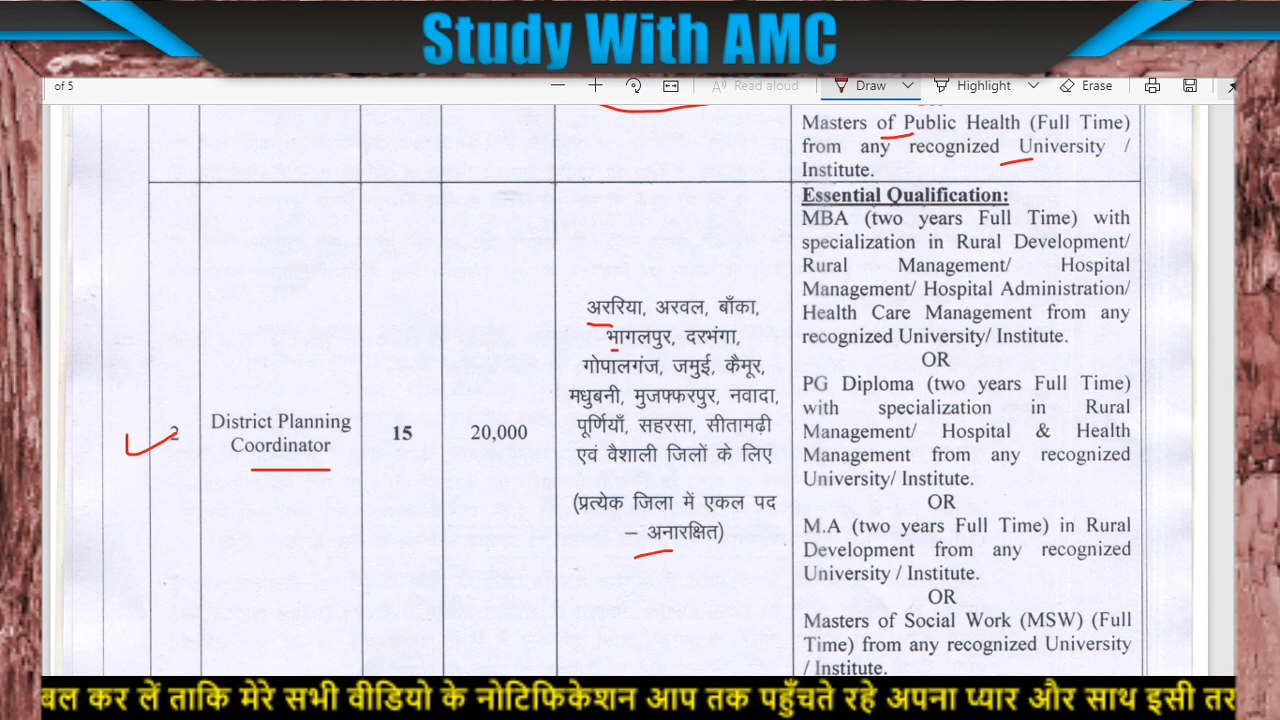 Study With AMC
of 5
Read aloud
Draw
Highlight
Erase
Masters of Public Health (Full Time)
from any recognized University /
Institute.
2
District Planning
Coordinator
15
20,000
अररिया, अरवल, बाँका,
भागलपुर, दरभंगा,
गोपालगंज, जमुई, कैमूर,
मधुबनी, मुजफ्फरपुर, नवादा,
पूर्णियाँ, सहरसा, सीतामढ़ी
एवं वैशाली जिलों के लिए
(प्रत्येक जिला में एकल पद
अनारक्षित)
Essential Qualification:
MBA (two years Full Time) with
specialization in Rural Development/
Rural Management/ Hospital
Management/ Hospital Administration/
Health Care Management from any
recognized University/ Institute.
OR
PG Diploma (two years Full Time)
with specialization in Rural
Management/ Hospital & Health
Management from any recognized
University/ Institute.
OR
M.A (two years Full Time) in Rural
Development from any recognized
University / Institute.
OR
Masters of Social Work (MSW) (Full
Time) from any recognized University
/ Institute.
बल कर लें ताकि मेरे सभी वीडियो के नोटिफिकेशन आप तक पहुँचते रहे अपना प्यार और साथ इसी तर